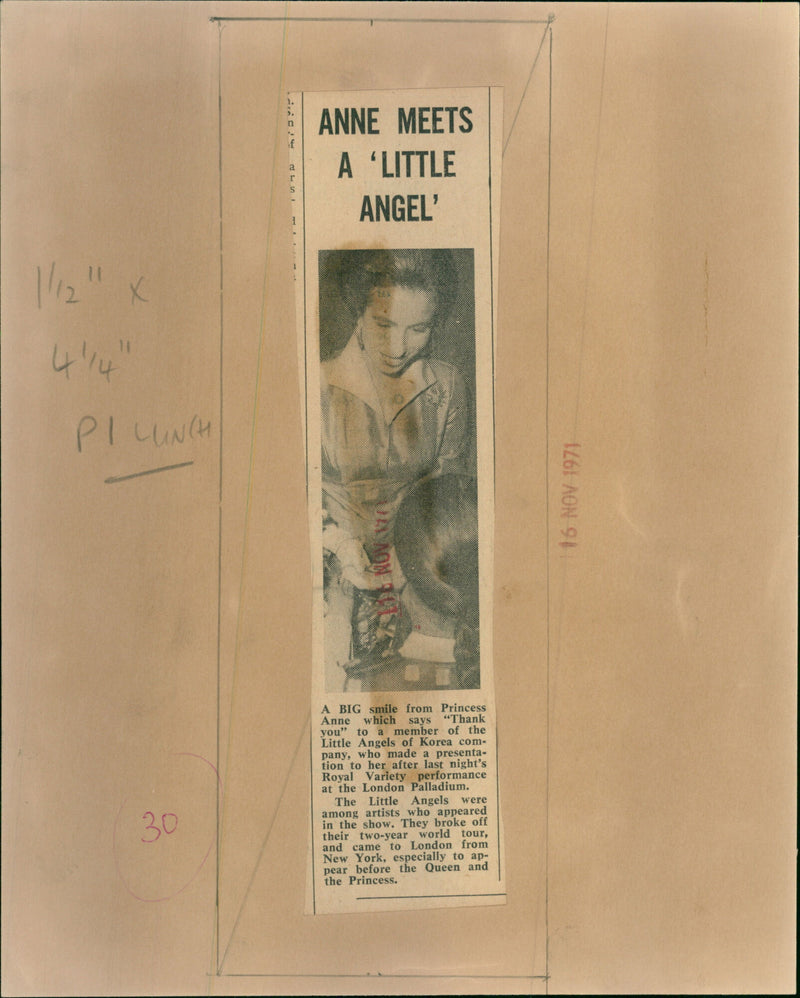 ANNE MEETS
A ‘LITTLE
ANGEL’
1 1/2" x
4 1/4"
P1 LUNCH
16 NOV 1971
A BIG smile from Princess
Anne which says “Thank
you” to a member of the
Little Angels of Korea com-
pany, who made a presenta-
tion to her after last night’s
Royal Variety performance
at the London Palladium.
The Little Angels were
among artists who appeared
in the show. They broke off
their two-year world tour,
and came to London from
New York, especially to ap-
pear before the Queen and
the Princess.
30